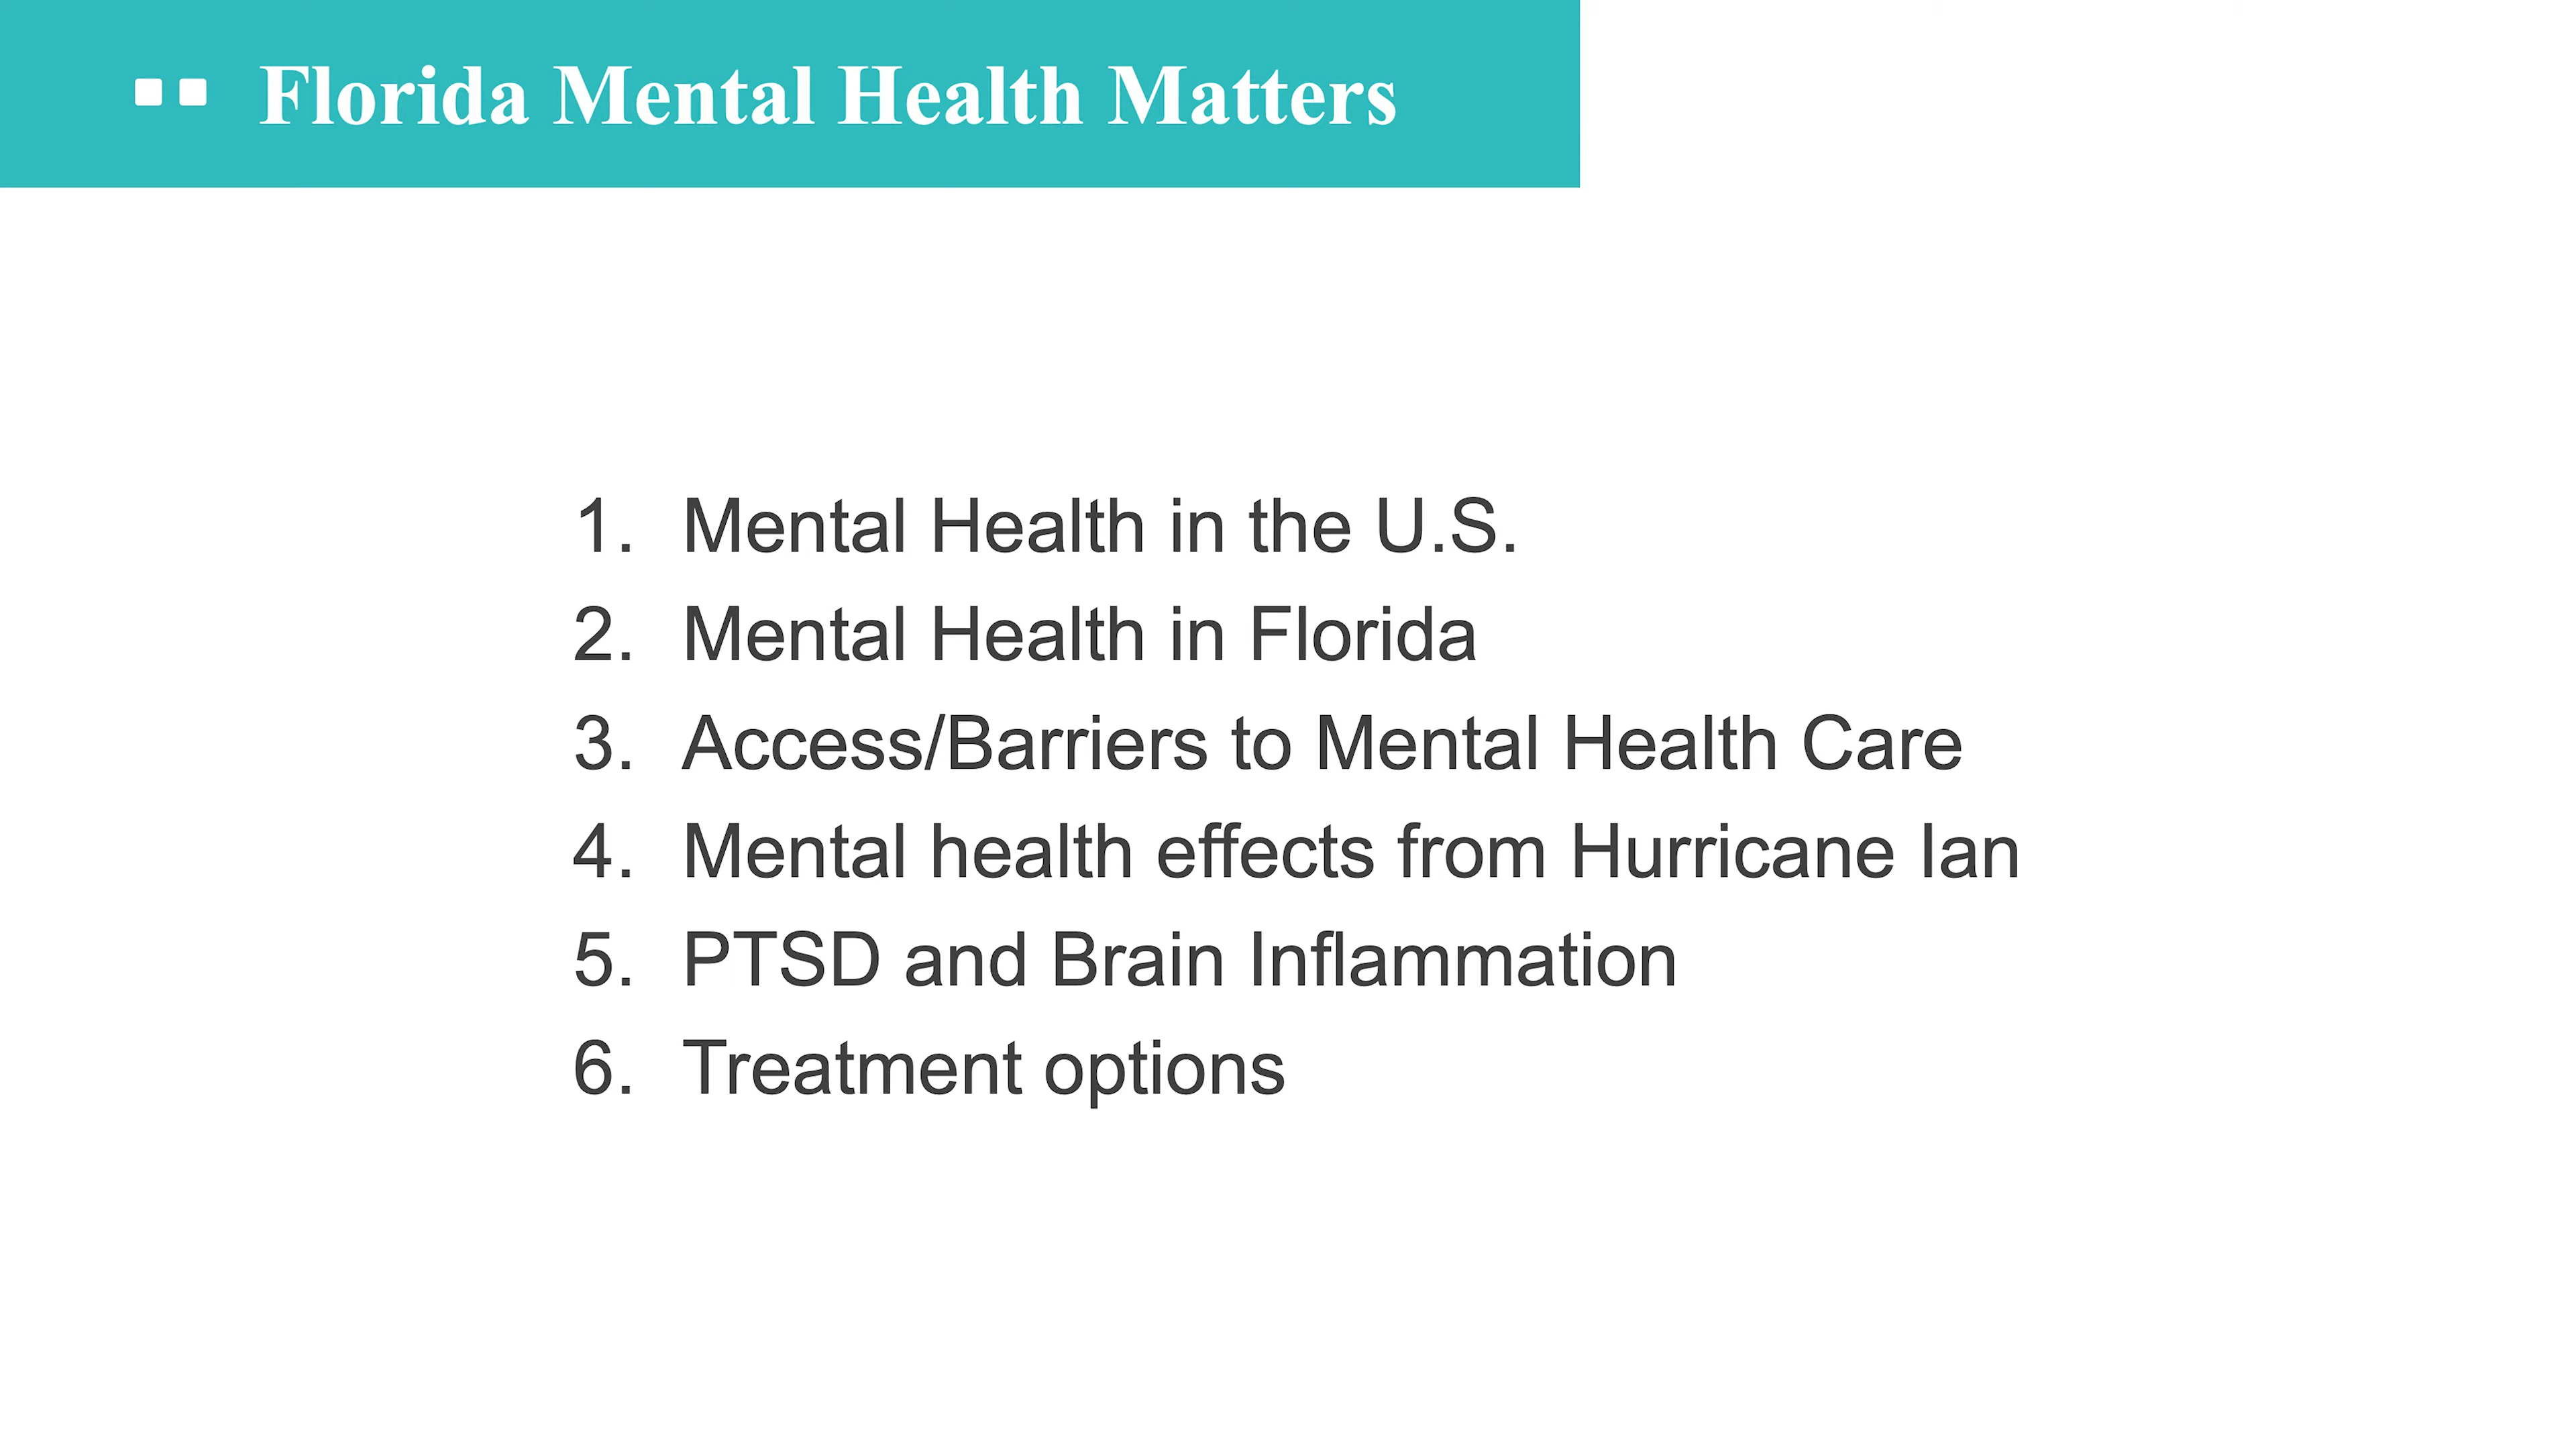 Florida Mental Health Matters
1. Mental Health in the U.S.
2. Mental Health in Florida
3. Access/Barriers to Mental Health Care
4. Mental health effects from Hurricane Ian
5. PTSD and Brain Inflammation
6. Treatment options